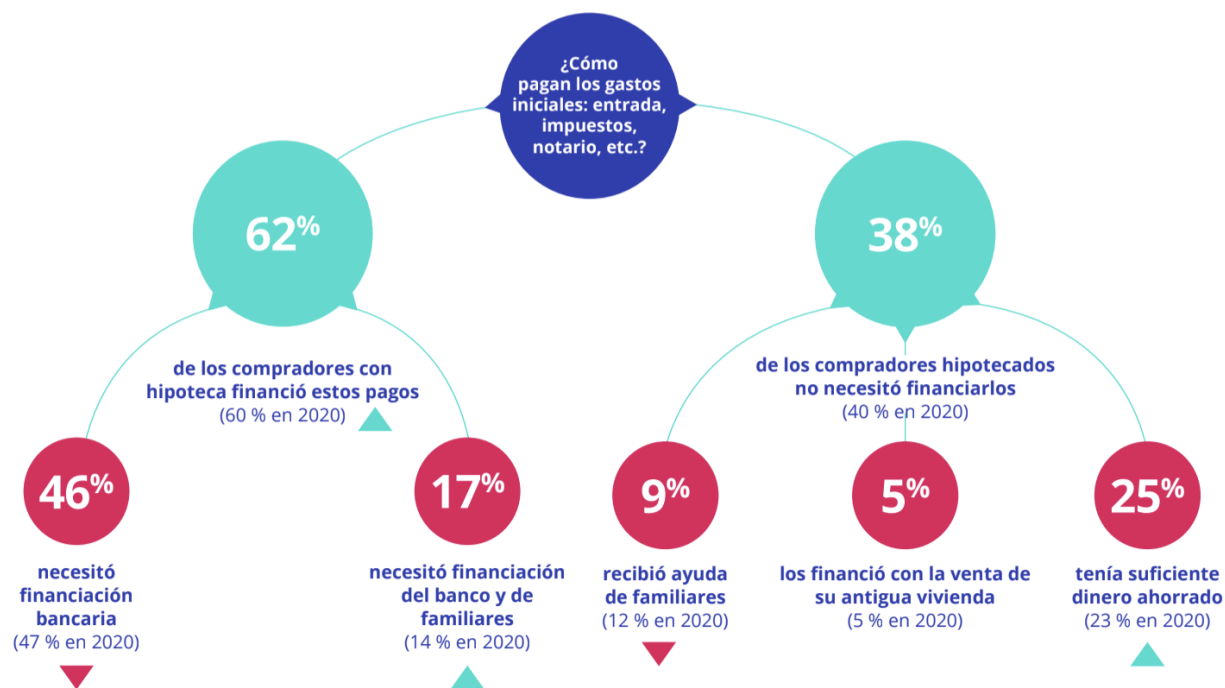 ¿Cómo
pagan los gastos
iniciales: entrada,
impuestos,
notario, etc.?
62%
de los compradores con
hipoteca financió estos pagos
(60 % en 2020)
46%
necesitó
financiación
bancaria
(47 % en 2020)
17%
necesitó financiación
del banco y de
familiares
(14 % en 2020)
38%
de los compradores hipotecados
no necesitó financiarlos
(40 % en 2020)
9%
recibió ayuda
de familiares
(12 % en 2020)
5%
los financió con la venta de
su antigua vivienda
(5 % en 2020)
25%
tenía suficiente
dinero ahorrado
(23 % en 2020)